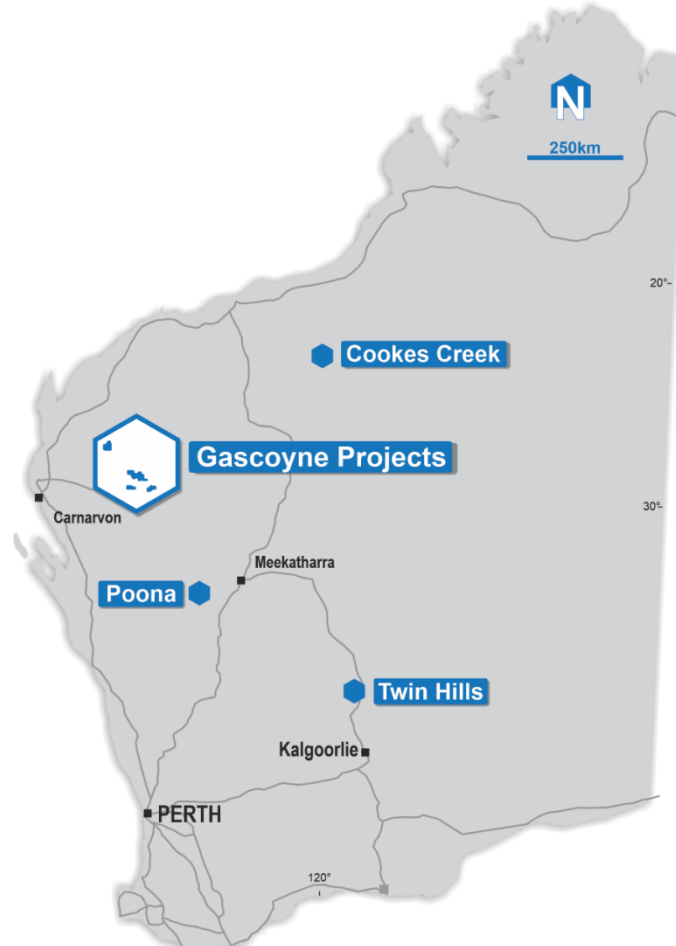 N
250km
20°
Cookes Creek
Gascoyne Projects
30°
Carnarvon
Meekatharra
Poona
Twin Hills
Kalgoorlie
PERTH
120°